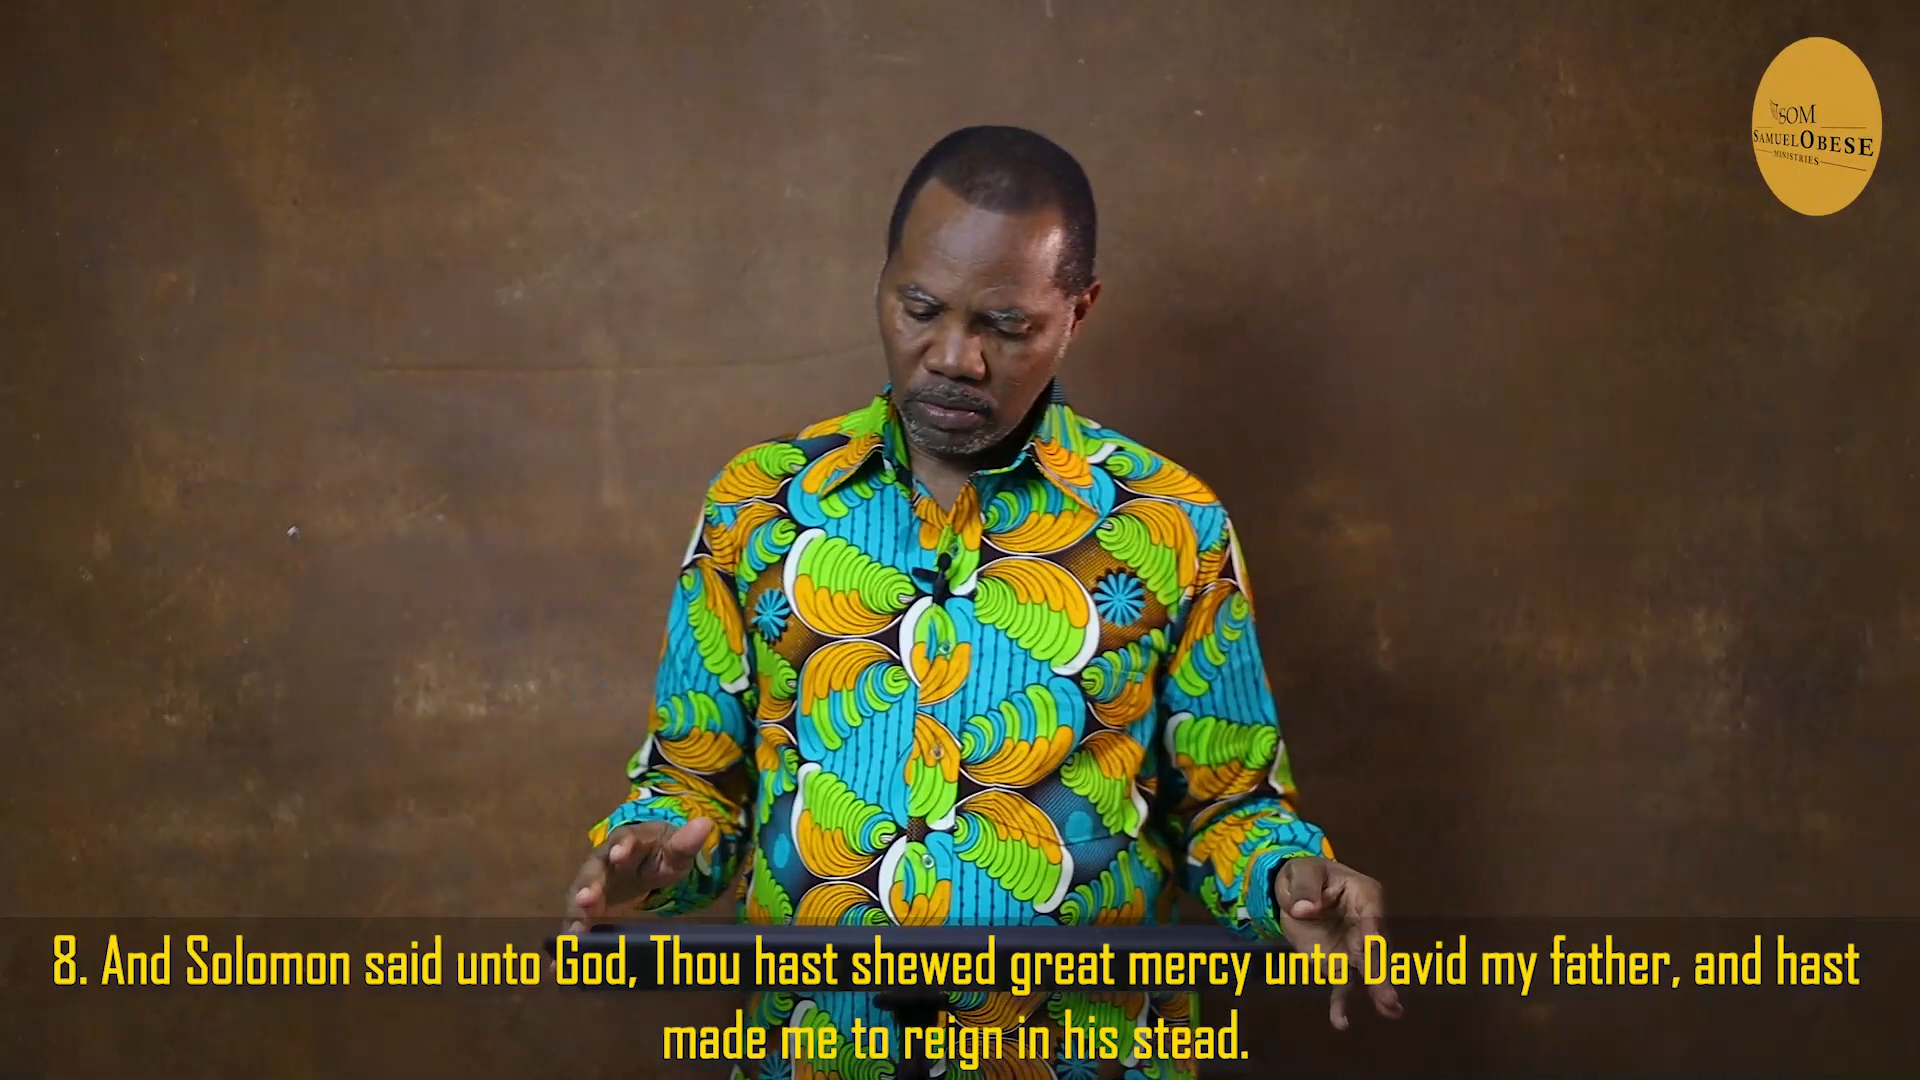 SOM
SAMUEL OBESE
MINISTRIES
8. And Solomon said unto God, Thou hast shewed great mercy unto David my father, and hast
made me to reign in his stead.